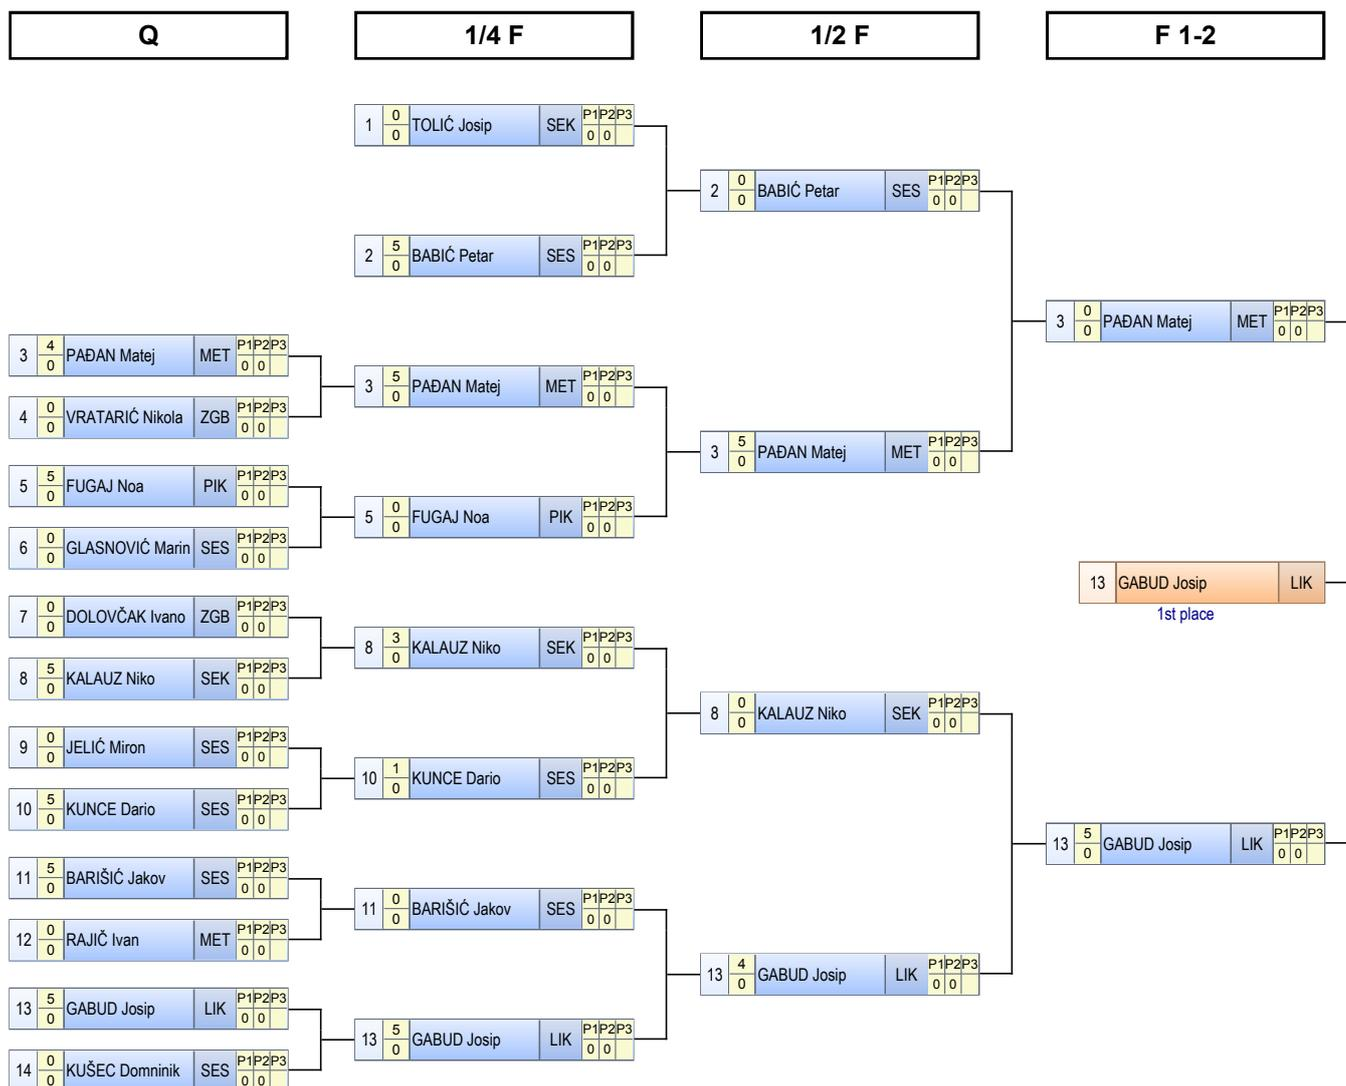 Q
1/4 F
1/2 F
F 1-2
1 0 0 TOLIĆ Josip SEK P1 P2 P3 0 0
2 5 0 BABIĆ Petar SES P1 P2 P3 0 0
3 4 0 PAĐAN Matej MET P1 P2 P3 0 0
4 0 0 VRATARIĆ Nikola ZGB P1 P2 P3 0 0
5 5 0 FUGAJ Noa PIK P1 P2 P3 0 0
6 0 0 GLASNOVIĆ Marin SES P1 P2 P3 0 0
7 0 0 DOLOVČAK Ivano ZGB P1 P2 P3 0 0
8 5 0 KALAUZ Niko SEK P1 P2 P3 0 0
9 0 0 JELIĆ Miron SES P1 P2 P3 0 0
10 5 0 KUNCE Dario SES P1 P2 P3 0 0
11 5 0 BARIŠIĆ Jakov SES P1 P2 P3 0 0
12 0 0 RAJIČ Ivan MET P1 P2 P3 0 0
13 5 0 GABUD Josip LIK P1 P2 P3 0 0
14 0 0 KUŠEC Domninik SES P1 P2 P3 0 0
3 5 0 PAĐAN Matej MET P1 P2 P3 0 0
5 0 0 FUGAJ Noa PIK P1 P2 P3 0 0
8 3 0 KALAUZ Niko SEK P1 P2 P3 0 0
10 1 0 KUNCE Dario SES P1 P2 P3 0 0
11 0 0 BARIŠIĆ Jakov SES P1 P2 P3 0 0
13 5 0 GABUD Josip LIK P1 P2 P3 0 0
2 0 0 BABIĆ Petar SES P1 P2 P3 0 0
3 5 0 PAĐAN Matej MET P1 P2 P3 0 0
8 0 0 KALAUZ Niko SEK P1 P2 P3 0 0
13 4 0 GABUD Josip LIK P1 P2 P3 0 0
3 0 0 PAĐAN Matej MET P1 P2 P3 0 0
13 GABUD Josip LIK
1st place
13 5 0 GABUD Josip LIK P1 P2 P3 0 0